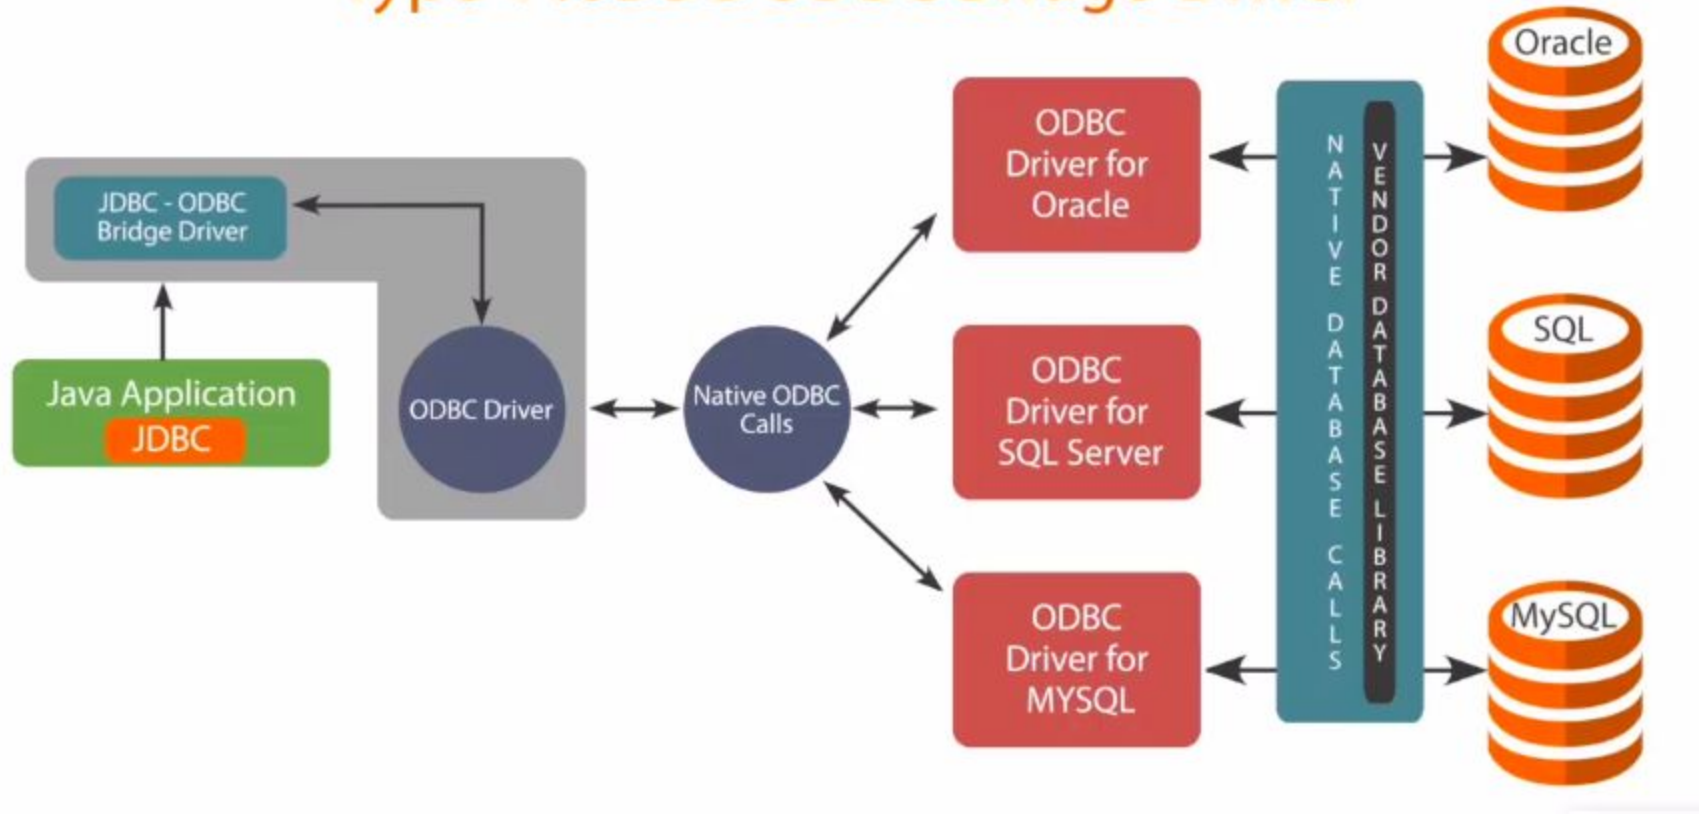 JDBC - ODBC
Bridge Driver
Java Application
JDBC
ODBC Driver
Native ODBC
Calls
ODBC
Driver for
Oracle
ODBC
Driver for
SQL Server
ODBC
Driver for
MYSQL
NATIVE DATABASE CALLS
VENDOR DATABASE LIBRARY
Oracle
SQL
MySQL